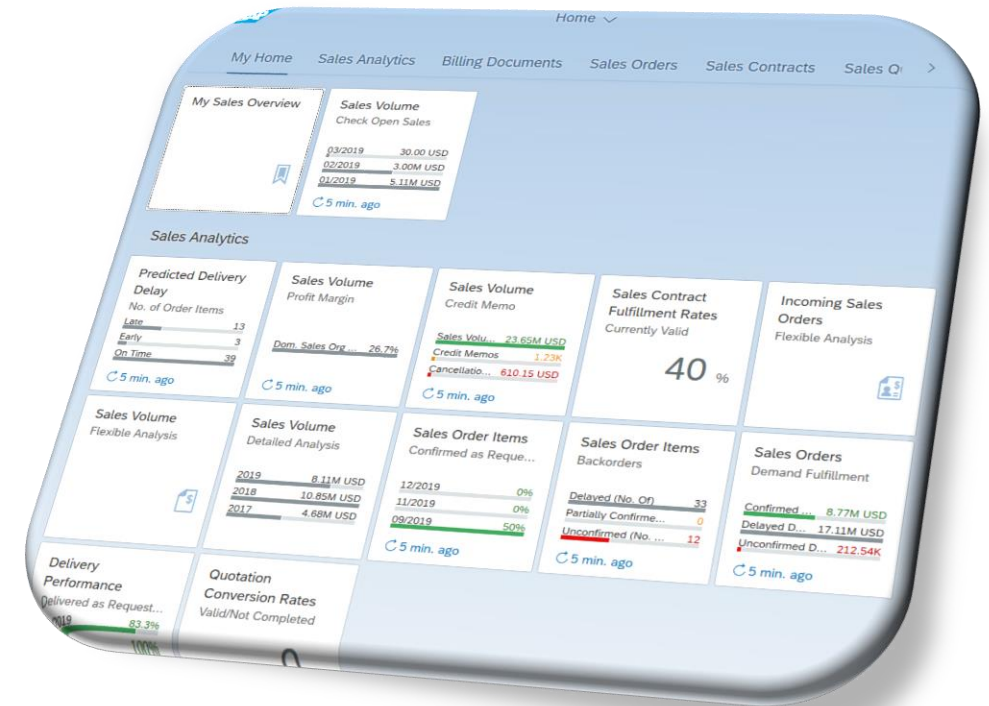 Home
My Home Sales Analytics Billing Documents Sales Orders Sales Contracts Sales
My Sales Overview
Sales Volume
Check Open Sales
03/2019 30.00 USD
02/2019 3.00M USD
01/2019 5.11M USD
5 min. ago
Sales Analytics
Predicted Delivery
Delay
No. of Order Items
Late 13
Early 3
On Time 39
5 min. ago
Sales Volume
Profit Margin
Dom. Sales Org ... 26.7%
5 min. ago
Sales Volume
Credit Memo
Sales Volu... 23.65M USD
Credit Memos 1.23K
Cancellatio... 610.15 USD
5 min. ago
Sales Contract
Fulfillment Rates
Currently Valid
40 %
Incoming Sales
Orders
Flexible Analysis
Sales Volume
Flexible Analysis
Sales Volume
Detailed Analysis
2019 8.11M USD
2018 10.85M USD
2017 4.68M USD
Sales Order Items
Confirmed as Reque...
12/2019 0%
11/2019 0%
09/2019 50%
5 min. ago
Sales Order Items
Backorders
Delayed (No. Of) 33
Partially Confirme... 0
Unconfirmed (No. ... 12
5 min. ago
Sales Orders
Demand Fulfillment
Confirmed ... 8.77M USD
Delayed D... 17.11M USD
Unconfirmed D... 212.54K
5 min. ago
Delivery
Performance
Delivered as Request...
2019 83.3%
100%
Quotation
Conversion Rates
Valid/Not Completed
0